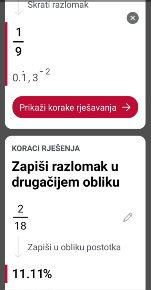 Skrati razlomak
1
9
0.1̇, 3⁻²
Prikaži korake rješavanja →
KORACI RJEŠENJA
Zapiši razlomak u
drugačijem obliku
2
18
Zapiši u obliku postotka
11.11%